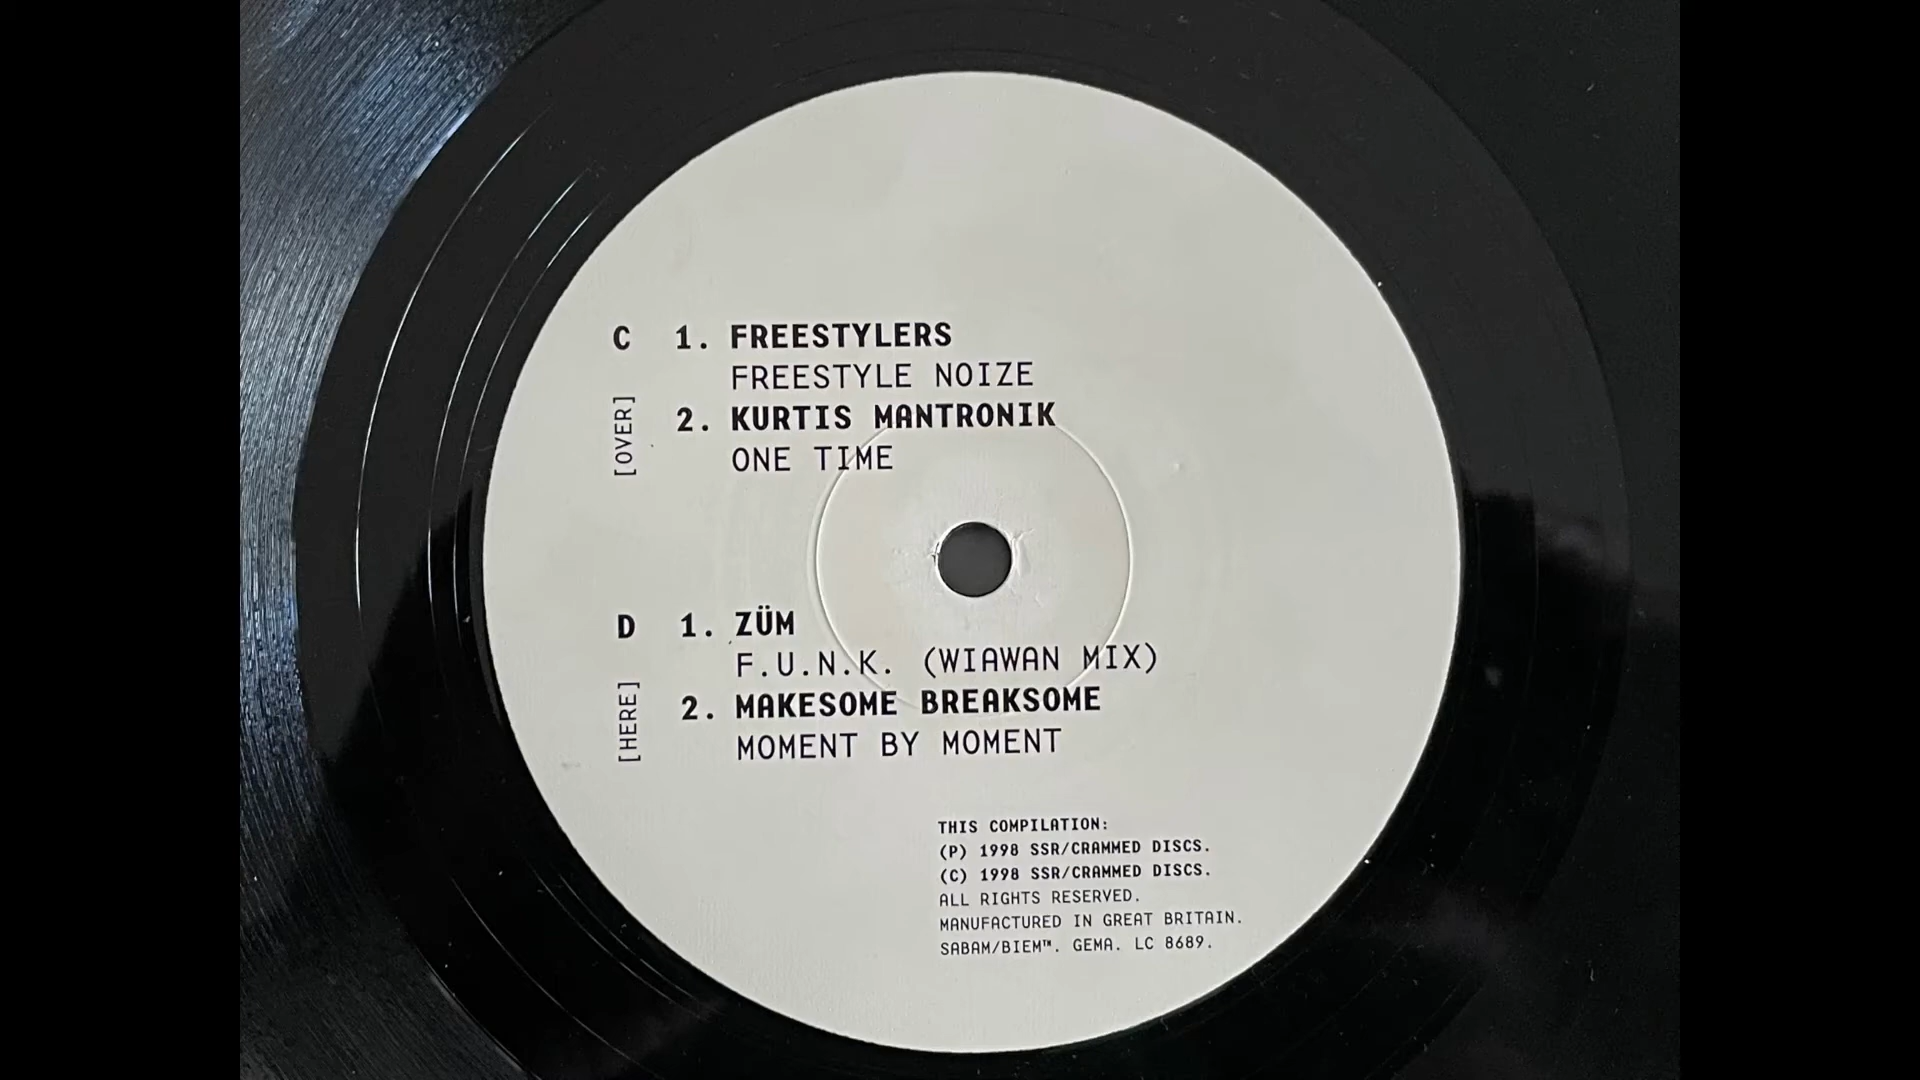 C 1. FREESTYLERS
FREESTYLE NOIZE
[OVER]
2. KURTIS MANTRONIK
ONE TIME
D 1. ZÜM
F.U.N.K. (WIAWAN MIX)
[HERE]
2. MAKESOME BREAKSOME
MOMENT BY MOMENT
THIS COMPILATION:
(P) 1998 SSR/CRAMMED DISCS.
(C) 1998 SSR/CRAMMED DISCS.
ALL RIGHTS RESERVED.
MANUFACTURED IN GREAT BRITAIN.
SABAM/BIEM™. GEMA. LC 8689.